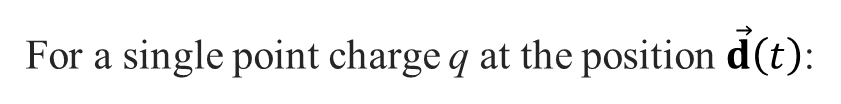 For a single point charge q at the position d⃗(t):